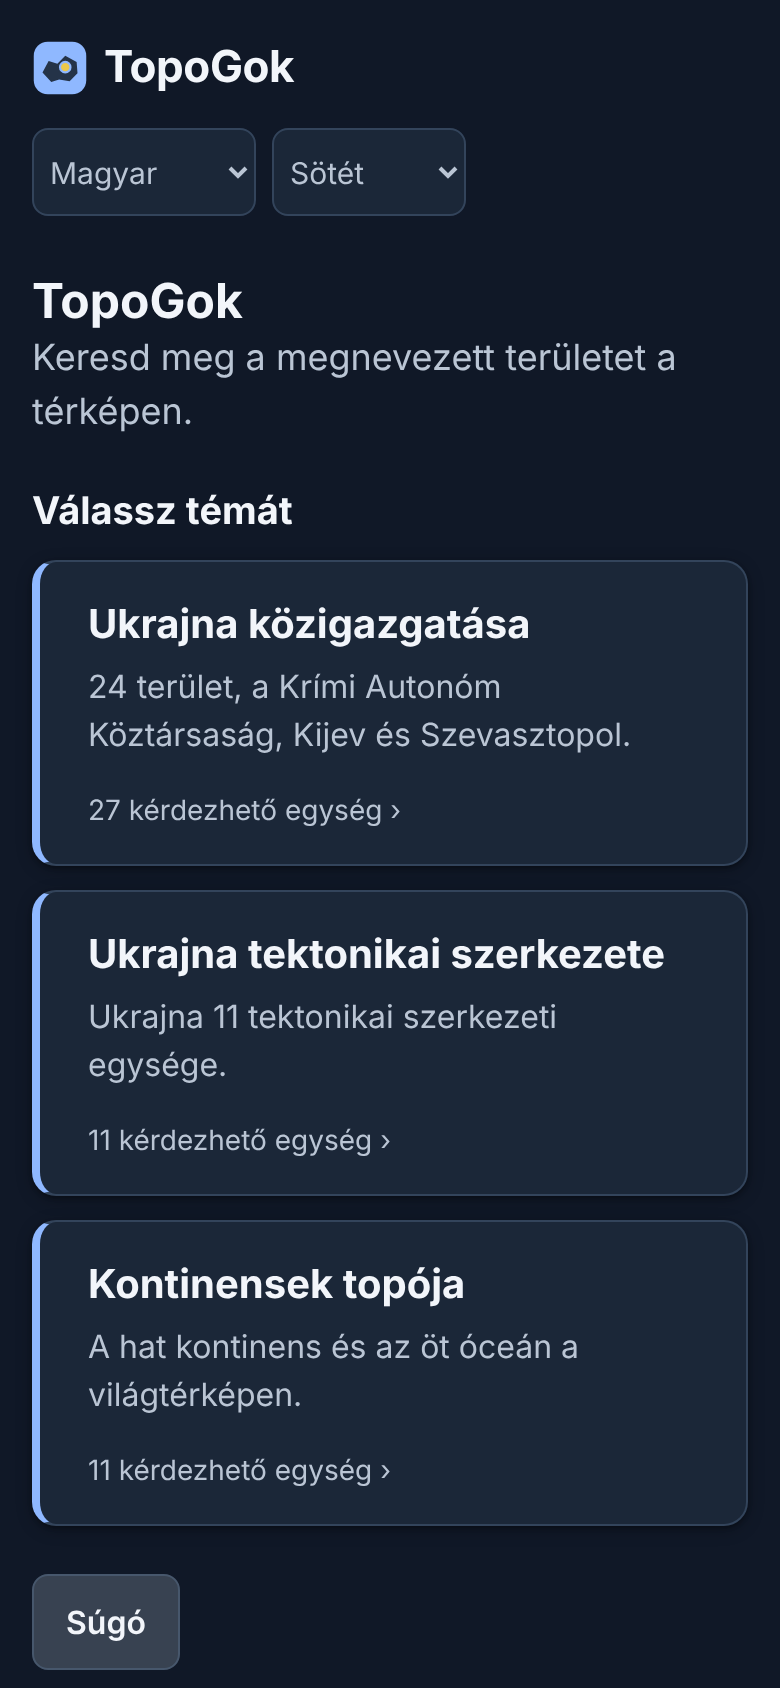 TopoGok
Magyar
Sötét
TopoGok
Keresd meg a megnevezett területet a
térképen.
Válassz témát
Ukrajna közigazgatása
24 terület, a Krími Autonóm
Köztársaság, Kijev és Szevasztopol.
27 kérdezhető egység ›
Ukrajna tektonikai szerkezete
Ukrajna 11 tektonikai szerkezeti
egysége.
11 kérdezhető egység ›
Kontinensek topója
A hat kontinens és az öt óceán a
világtérképen.
11 kérdezhető egység ›
Súgó